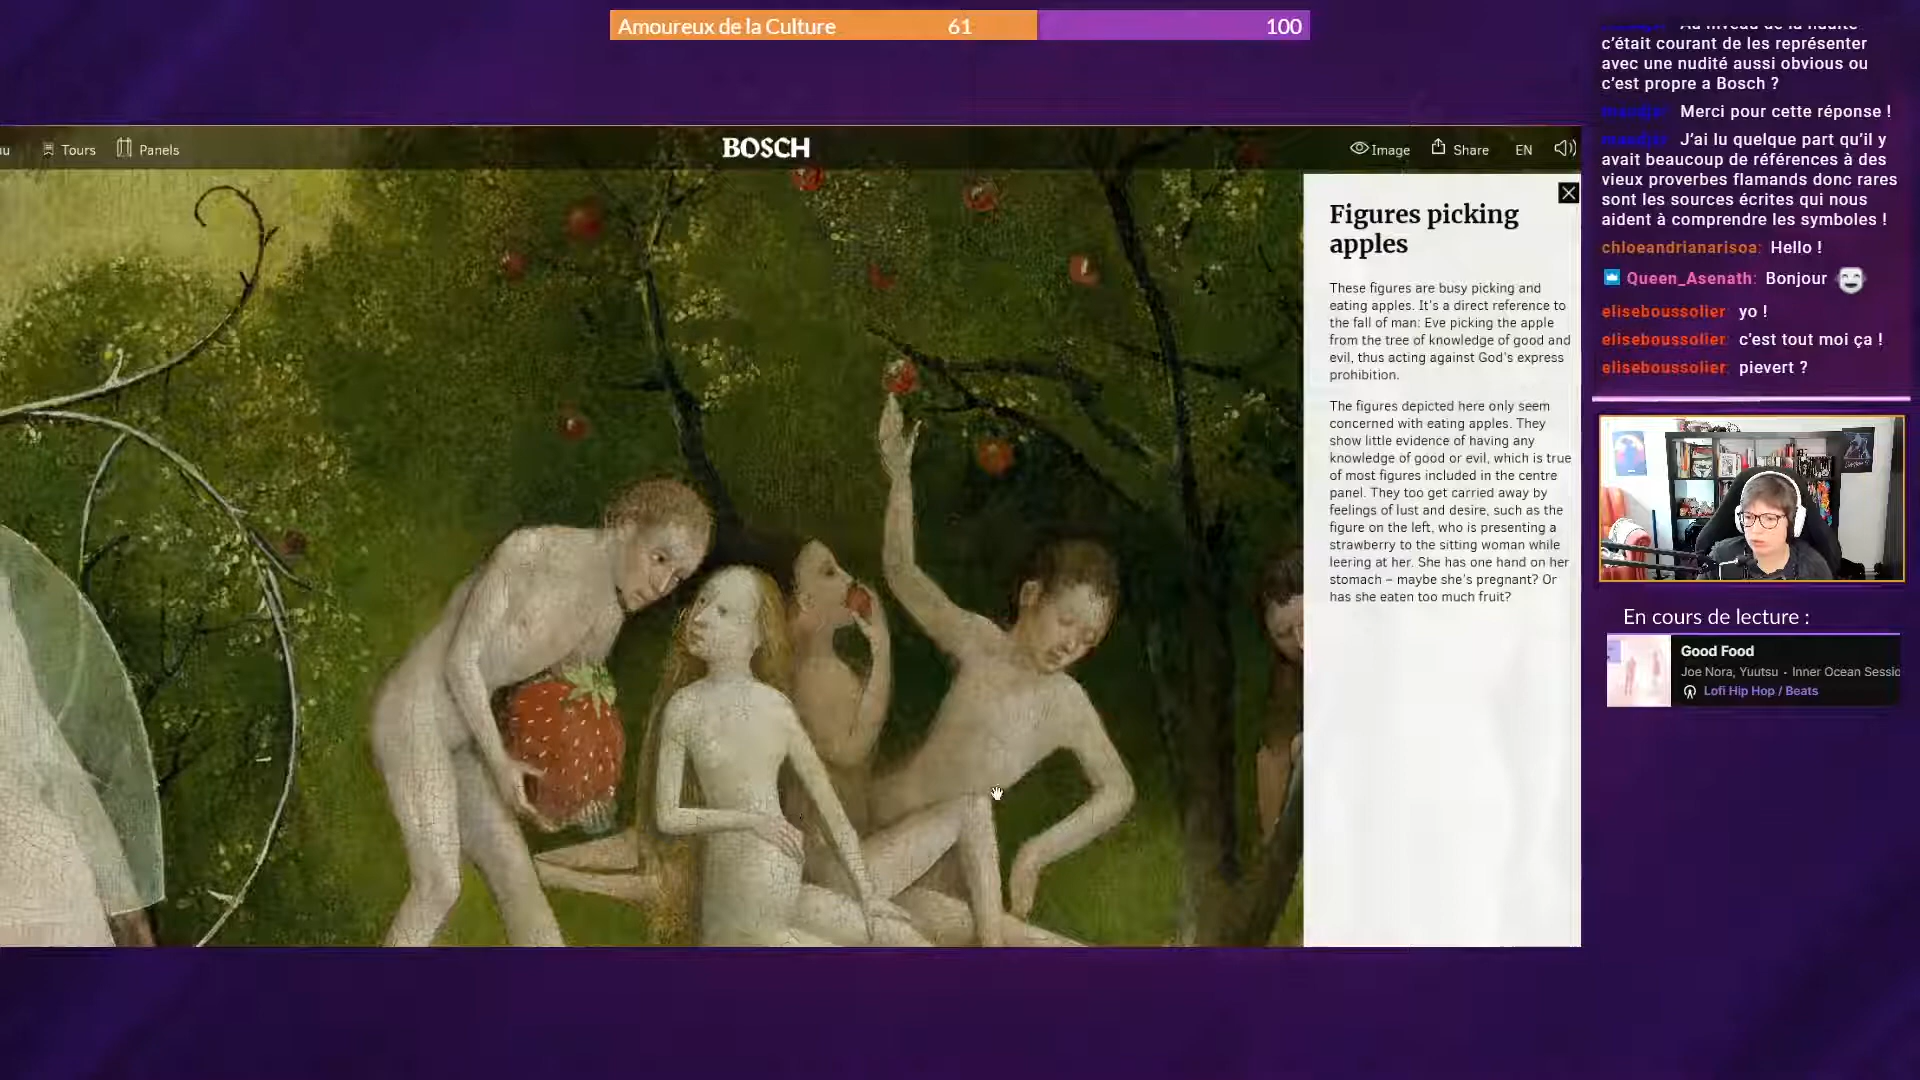 Amoureux de la Culture 61 100
Tours Panels BOSCH Image Share EN
Figures picking
apples
These figures are busy picking and
eating apples. It's a direct reference to
the fall of man: Eve picking the apple
from the tree of knowledge of good and
evil, thus acting against God's express
prohibition.
The figures depicted here only seem
concerned with eating apples. They
show little evidence of having any
knowledge of good or evil, which is true
of most figures included in the centre
panel. They too get carried away by
feelings of lust and desire, such as the
figure on the left, who is presenting a
strawberry to the sitting woman while
leering at her. She has one hand on her
stomach – maybe she's pregnant? Or
has she eaten too much fruit?
Au niveau de la nudité
c'était courant de les représenter
avec une nudité aussi obvious ou
c'est propre a Bosch ?
Merci pour cette réponse !
J'ai lu quelque part qu'il y
avait beaucoup de références à des
vieux proverbes flamands donc rares
sont les sources écrites qui nous
aident à comprendre les symboles !
chloeandrianarisoa: Hello !
Queen_Asenath: Bonjour
eliseboussolier: yo !
eliseboussolier: c'est tout moi ça !
eliseboussolier: pievert ?
En cours de lecture :
Good Food
Joe Nora, Yuutsu • Inner Ocean Sessio
Lofi Hip Hop / Beats